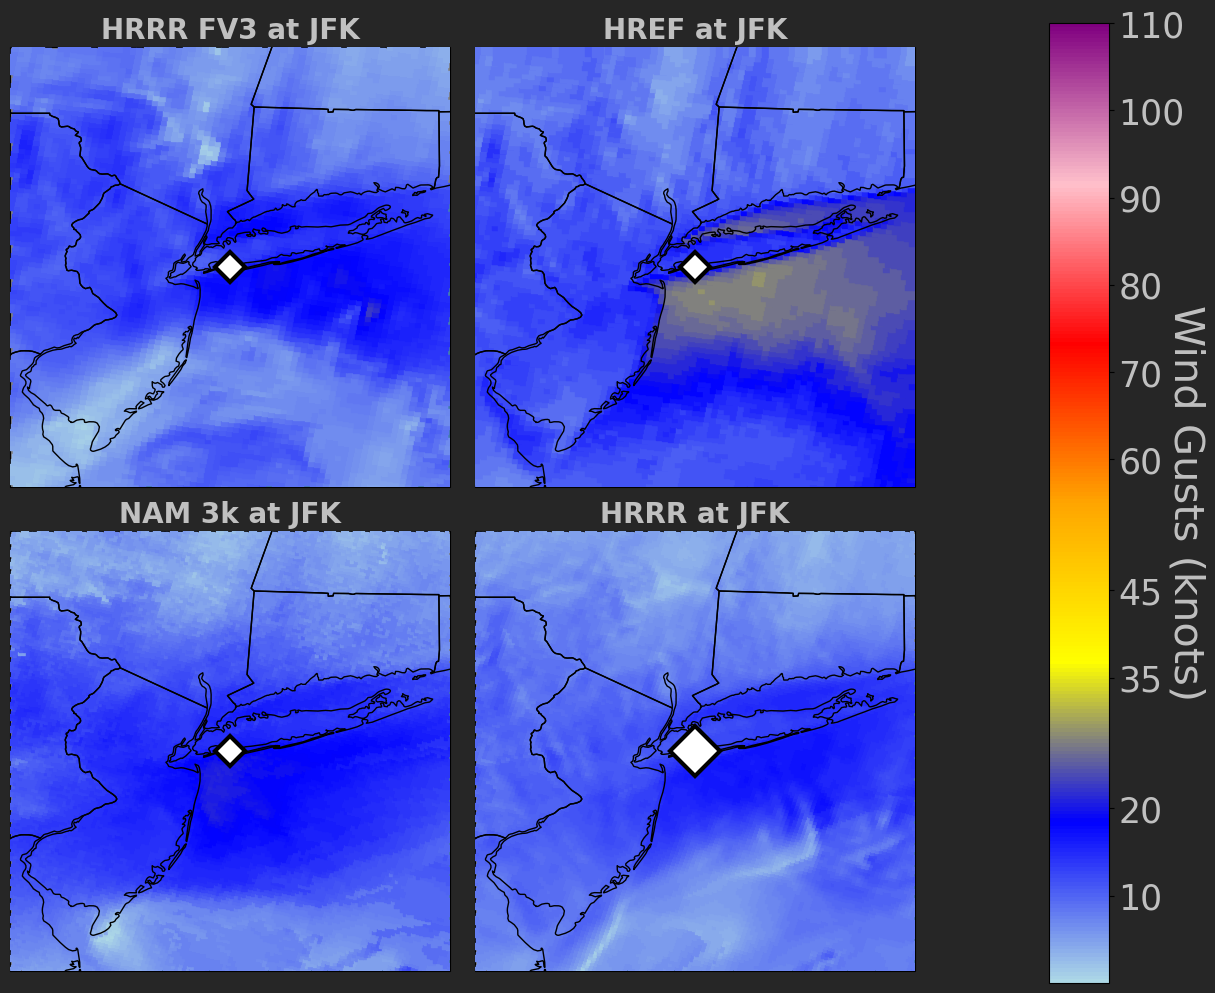 HRRR FV3 at JFK
HREF at JFK
NAM 3k at JFK
HRRR at JFK
110
100
90
80
70
60
45
35
20
10
Wind Gusts (knots)